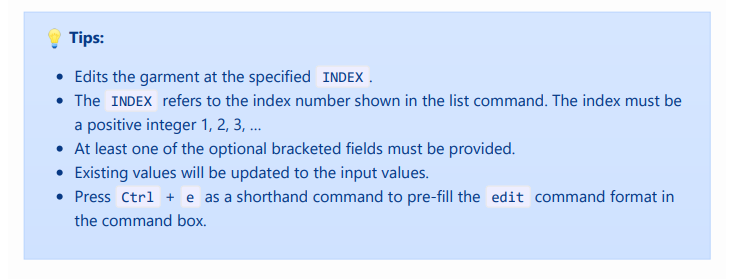 💡 Tips:
• Edits the garment at the specified INDEX.
• The INDEX refers to the index number shown in the list command. The index must be
a positive integer 1, 2, 3, …
• At least one of the optional bracketed fields must be provided.
• Existing values will be updated to the input values.
• Press Ctrl + e as a shorthand command to pre-fill the edit command format in
the command box.